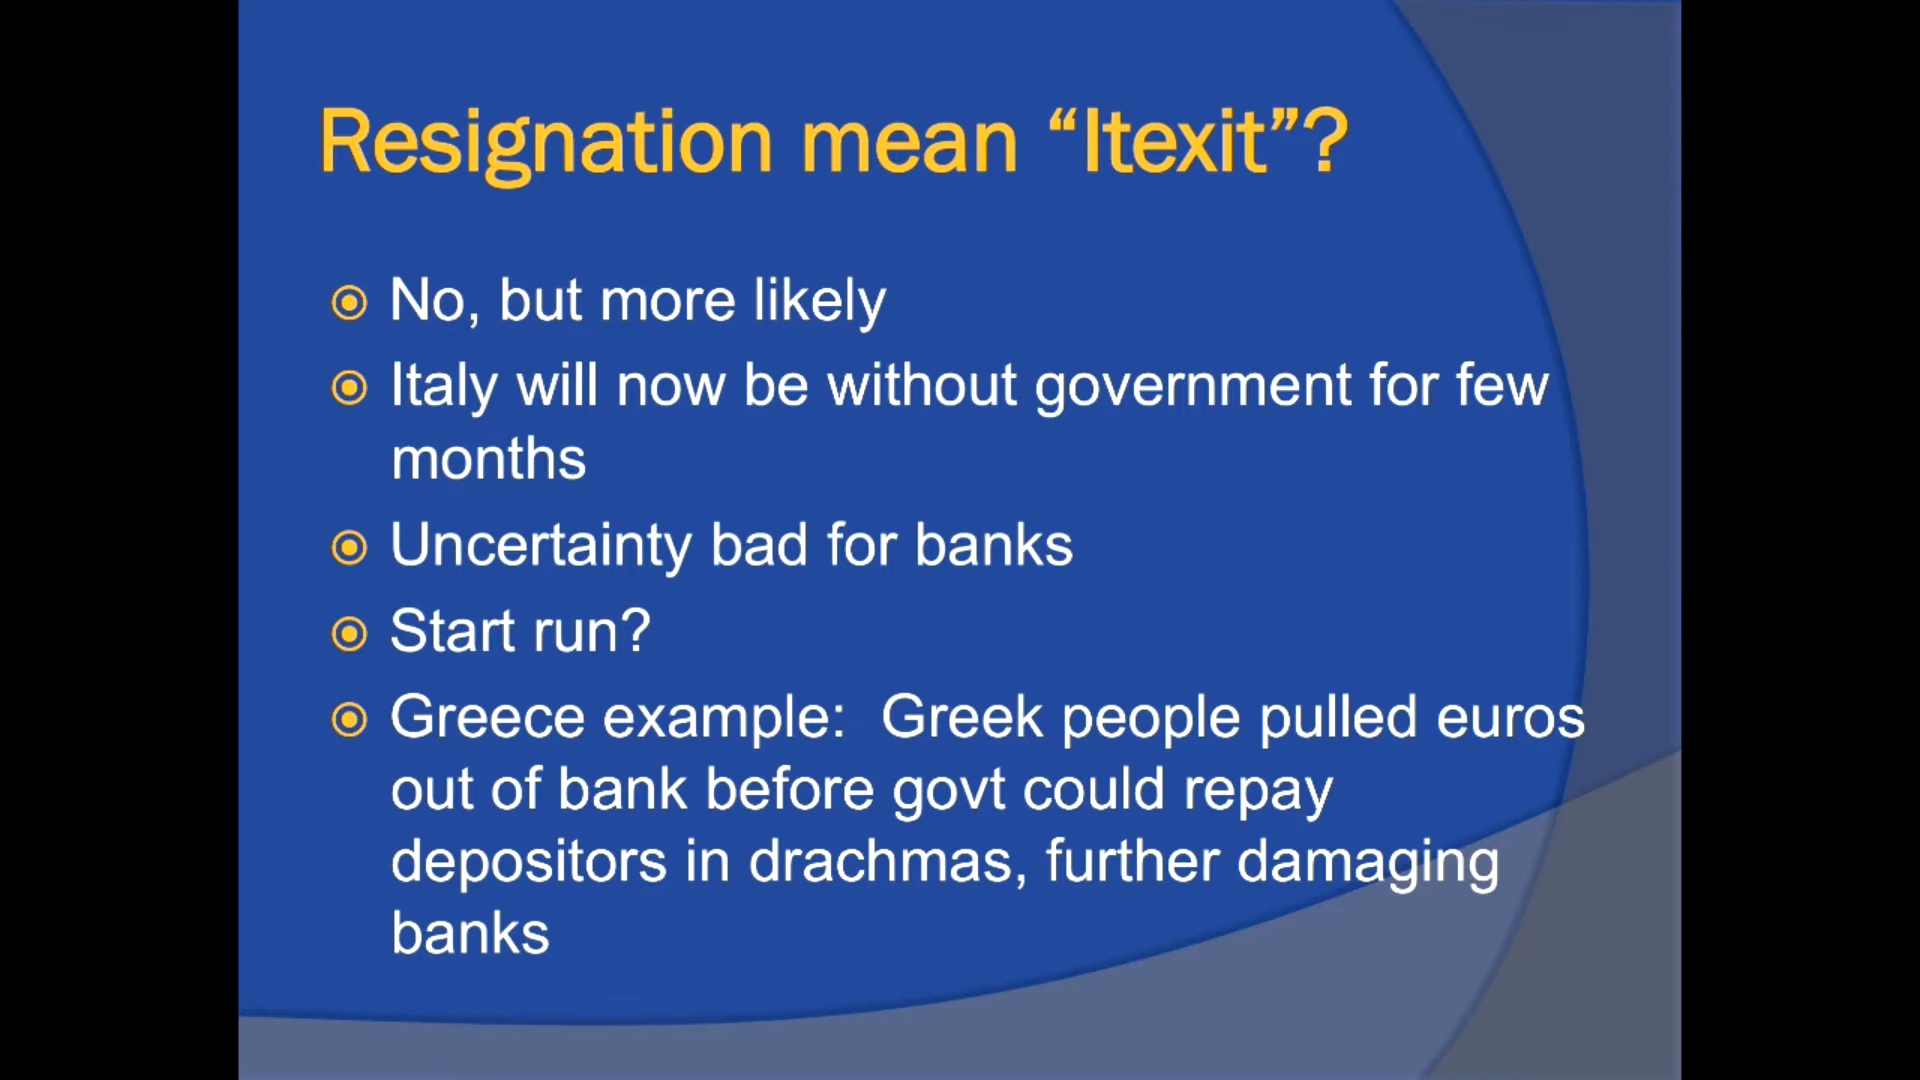 Resignation mean “Itexit”?
No, but more likely
Italy will now be without government for few
months
Uncertainty bad for banks
Start run?
Greece example:  Greek people pulled euros
out of bank before govt could repay
depositors in drachmas, further damaging
banks